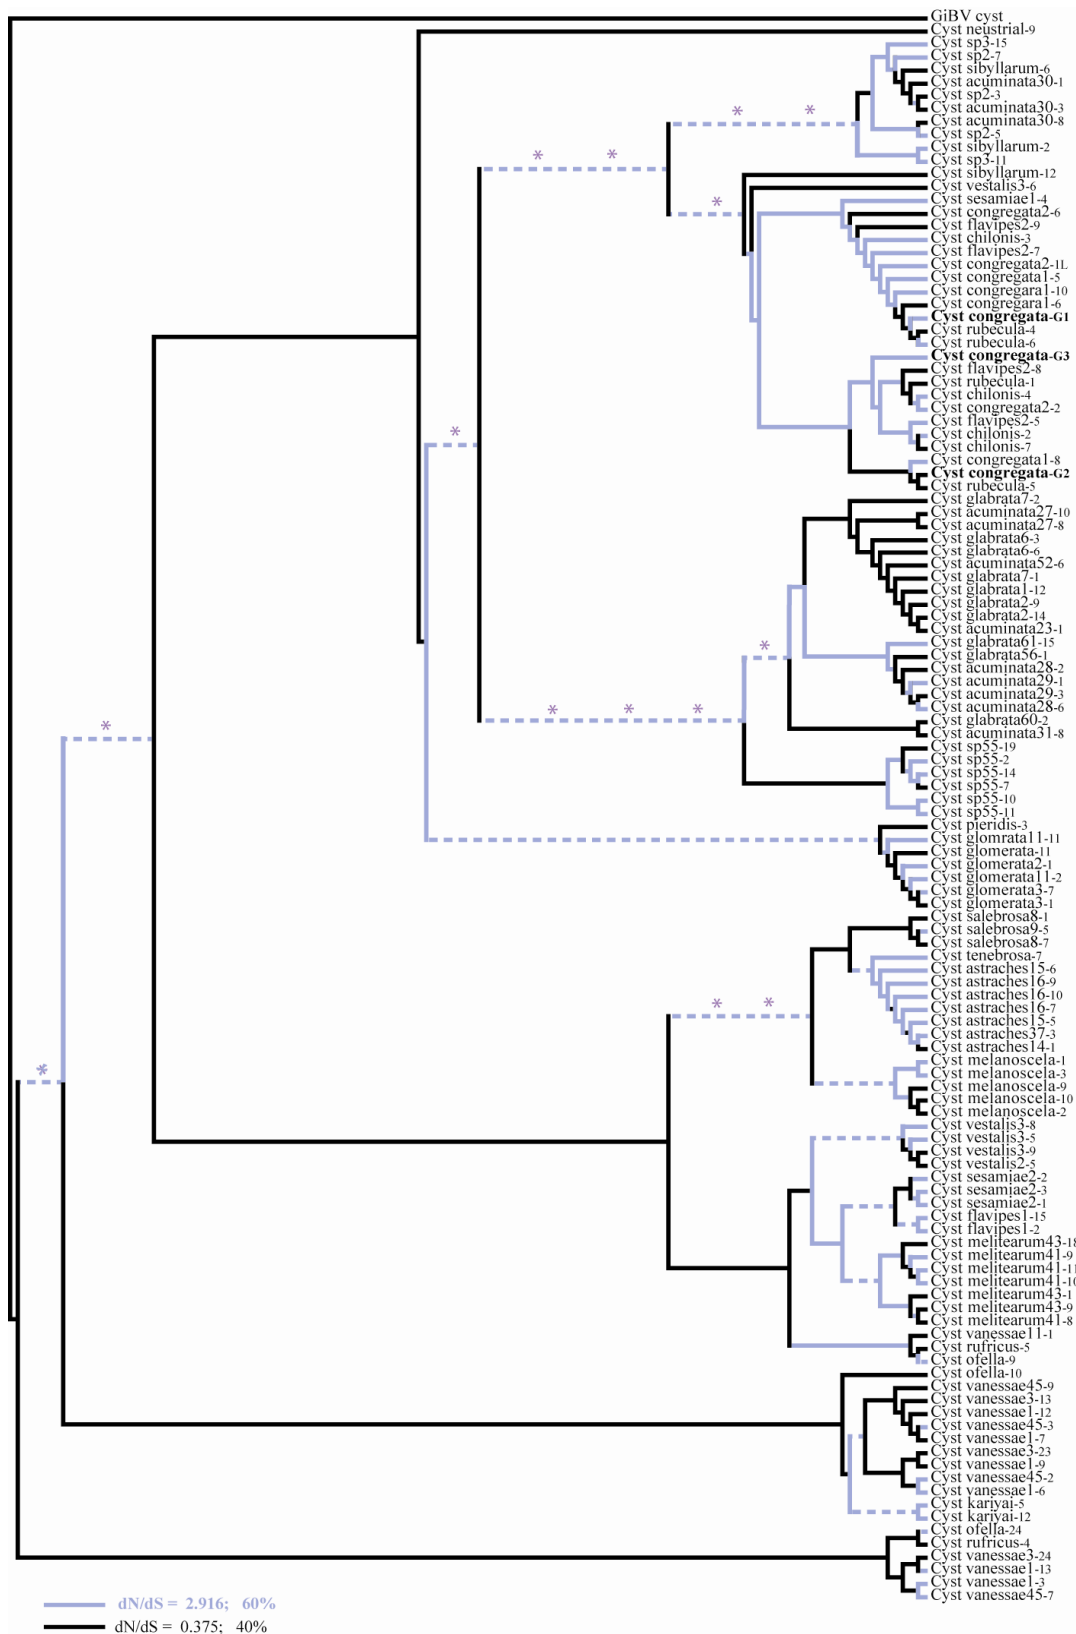 GiBV cyst
Cyst neustrial-9
Cyst sp3-15
Cyst sp2-7
Cyst sibyllarum-6
Cyst acuminata30-1
Cyst sp2-3
Cyst acuminata30-3
Cyst acuminata30-8
Cyst sp2-5
Cyst sibyllarum-2
Cyst sp3-11
Cyst sibyllarum-12
Cyst vestalis3-6
Cyst sesamiae1-4
Cyst congregata2-6
Cyst flavipes2-9
Cyst chilonis-3
Cyst flavipes2-7
Cyst congregata2-1L
Cyst congregata1-5
Cyst congregara1-10
Cyst congregara1-6
Cyst congregata-G1
Cyst rubecula-4
Cyst rubecula-6
Cyst congregata-G3
Cyst flavipes2-8
Cyst rubecula-1
Cyst chilonis-4
Cyst congregata2-2
Cyst flavipes2-5
Cyst chilonis-2
Cyst chilonis-7
Cyst congregata1-8
Cyst congregata-G2
Cyst rubecula-5
Cyst glabrata7-2
Cyst acuminata27-10
Cyst acuminata27-8
Cyst glabrata6-3
Cyst glabrata6-6
Cyst acuminata52-6
Cyst glabrata7-1
Cyst glabrata1-12
Cyst glabrata2-9
Cyst glabrata2-14
Cyst acuminata23-1
Cyst glabrata61-15
Cyst glabrata56-1
Cyst acuminata28-2
Cyst acuminata29-1
Cyst acuminata29-3
Cyst acuminata28-6
Cyst glabrata60-2
Cyst acuminata31-8
Cyst sp55-19
Cyst sp55-2
Cyst sp55-14
Cyst sp55-7
Cyst sp55-10
Cyst sp55-11
Cyst pieridis-3
Cyst glomrata11-11
Cyst glomerata-11
Cyst glomerata2-1
Cyst glomerata11-2
Cyst glomerata3-7
Cyst glomerata3-1
Cyst salebrosa8-1
Cyst salebrosa9-5
Cyst salebrosa8-7
Cyst tenebrosa-7
Cyst astraches15-6
Cyst astraches16-9
Cyst astraches16-10
Cyst astraches16-7
Cyst astraches15-5
Cyst astraches37-3
Cyst astraches14-1
Cyst melanoscela-1
Cyst melanoscela-3
Cyst melanoscela-9
Cyst melanoscela-10
Cyst melanoscela-2
Cyst vestalis3-8
Cyst vestalis3-5
Cyst vestalis3-9
Cyst vestalis2-5
Cyst sesamiae2-2
Cyst sesamiae2-3
Cyst sesamiae2-1
Cyst flavipes1-15
Cyst flavipes1-2
Cyst melitearum43-18
Cyst melitearum41-9
Cyst melitearum41-11
Cyst melitearum41-10
Cyst melitearum43-1
Cyst melitearum43-9
Cyst melitearum41-8
Cyst vanessae11-1
Cyst rufricus-5
Cyst ofella-9
Cyst ofella-10
Cyst vanessae45-9
Cyst vanessae3-13
Cyst vanessae1-12
Cyst vanessae45-3
Cyst vanessae1-7
Cyst vanessae3-23
Cyst vanessae1-9
Cyst vanessae45-2
Cyst vanessae1-6
Cyst kariyai-5
Cyst kariyai-12
Cyst ofella-24
Cyst rufricus-4
Cyst vanessae3-24
Cyst vanessae1-13
Cyst vanessae1-3
Cyst vanessae45-7
dN/dS = 2.916; 60%
dN/dS = 0.375; 40%